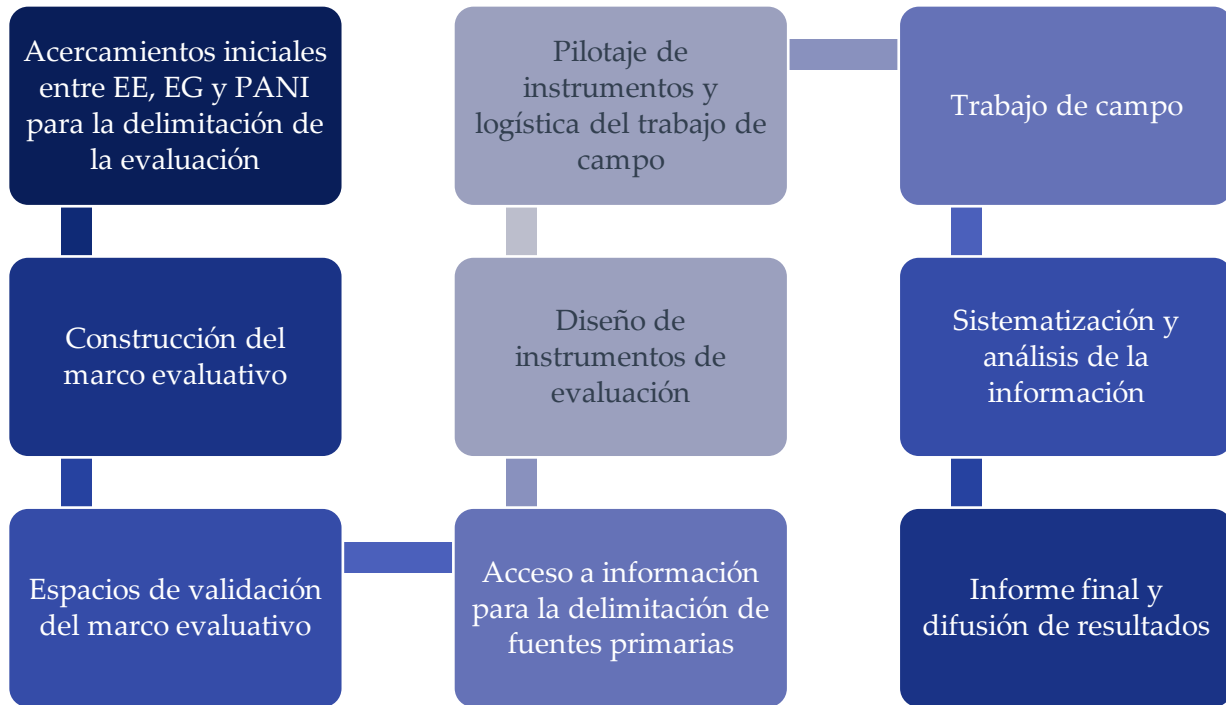 Acercamientos iniciales
entre EE, EG y PANI
para la delimitación de
la evaluación
Construcción del
marco evaluativo
Espacios de validación
del marco evaluativo
Acceso a información
para la delimitación de
fuentes primarias
Diseño de
instrumentos de
evaluación
Pilotaje de
instrumentos y
logística del trabajo de
campo
Trabajo de campo
Sistematización y
análisis de la
información
Informe final y
difusión de resultados